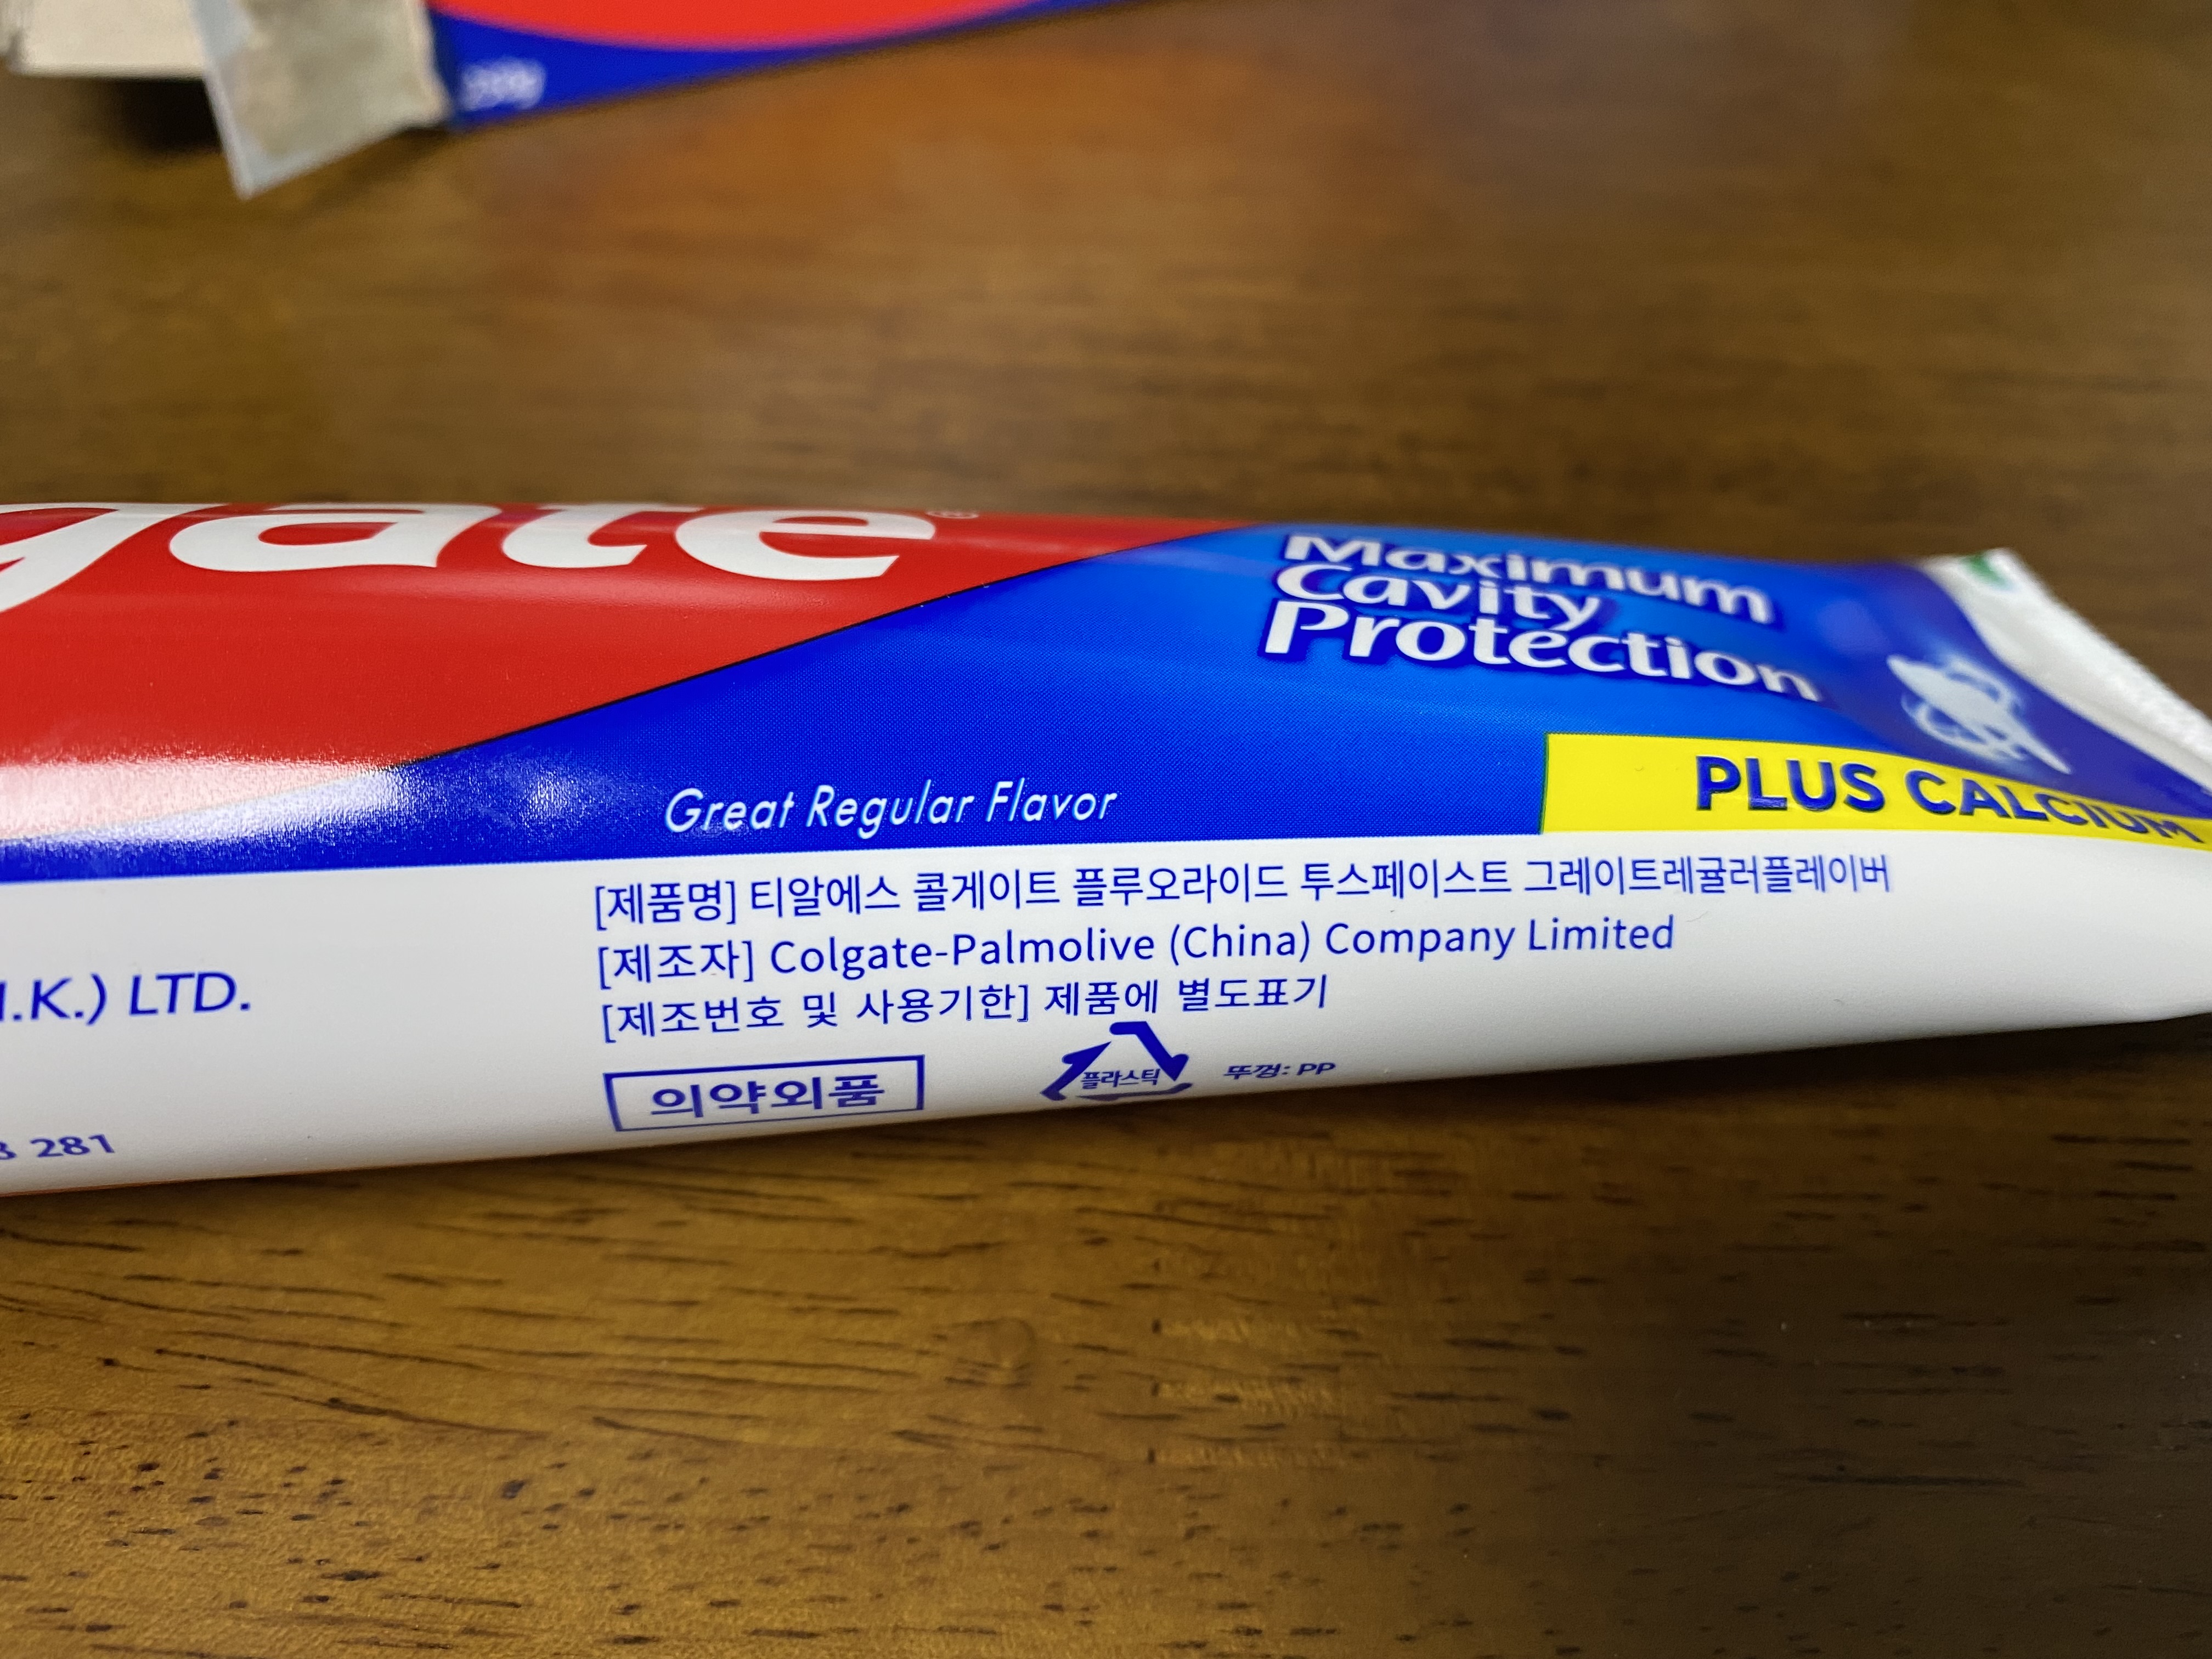 gate
Maximum
Cavity
Protection
PLUS CALCIUM
Great Regular Flavor
[제품명] 티알에스 콜게이트 플루오라이드 투스페이스트 그레이트레귤러플레이버
[제조자] Colgate-Palmolive (China) Company Limited
[제조번호 및 사용기한] 제품에 별도표기
.K.) LTD.
의약외품
플라스틱
뚜껑: PP
281